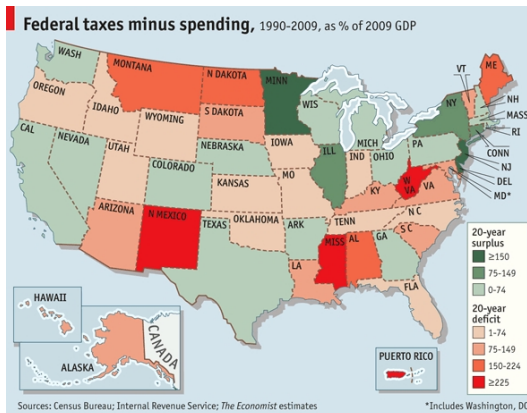 Federal taxes minus spending, 1990-2009, as % of 2009 GDP
WASH
MONTANA
N DAKOTA
MINN
VT
ME
OREGON
IDAHO
WYOMING
S DAKOTA
WIS
NY
NH
MASS
RI
CAL
NEVADA
UTAH
COLORADO
NEBRASKA
IOWA
MICH
PA
ILL
IND
OHIO
CONN
NJ
DEL
MD*
KANSAS
MO
W
VA
VA
KY
ARIZONA
N MEXICO
TEXAS
OKLAHOMA
ARK
TENN
N C
S C
LA
MISS
AL
GA
FLA
HAWAII
ALASKA
CANADA
PUERTO RICO
20-year
surplus
≥150
75-149
0-74
20-year
deficit
1-74
75-149
150-224
≥225
Sources: Census Bureau; Internal Revenue Service; The Economist estimates
*Includes Washington, DC